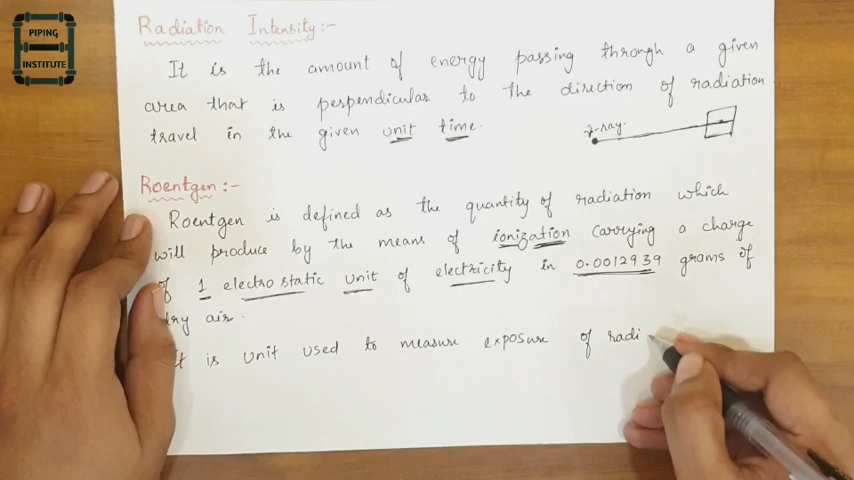 PIPING
INSTITUTE
Radiation Intensity :-
It is the amount of energy passing through a given
area that is perpendicular to the direction of radiation
travel in the given unit time.
γ-ray.
Roentgen :-
Roentgen is defined as the quantity of radiation which
will produce by the means of ionization carrying a charge
of 1 electrostatic unit of electricity in 0.0012939 grams of
dry air.
It is unit used to measure exposure of radi